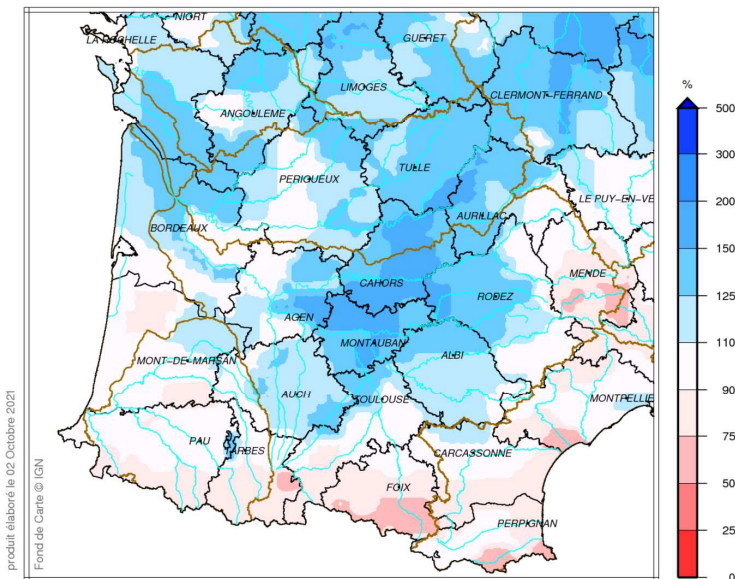 NIORT
LA ROCHELLE
GUERET
LIMOGES
CLERMONT-FERRAND
ANGOULEME
TULLE
PERIGUEUX
LE PUY-EN-VE
AURILLAC
BORDEAUX
MENDE
CAHORS
RODEZ
AGEN
MONTAUBAN
ALBI
MONT-DE-MARSAN
AUCH
TOULOUSE
MONTPELLIE
PAU
TARBES
CARCASSONNE
FOIX
PERPIGNAN
%
500
300
200
150
125
110
90
75
50
25
0
produit élaboré le 02 Octobre 2021
Fond de Carte © IGN